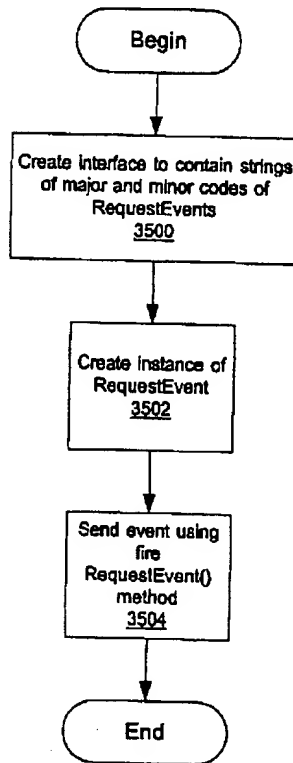 Begin
Create interface to contain strings
of major and minor codes of
RequestEvents
3500
Create instance of
RequestEvent
3502
Send event using
fire
RequestEvent()
method
3504
End